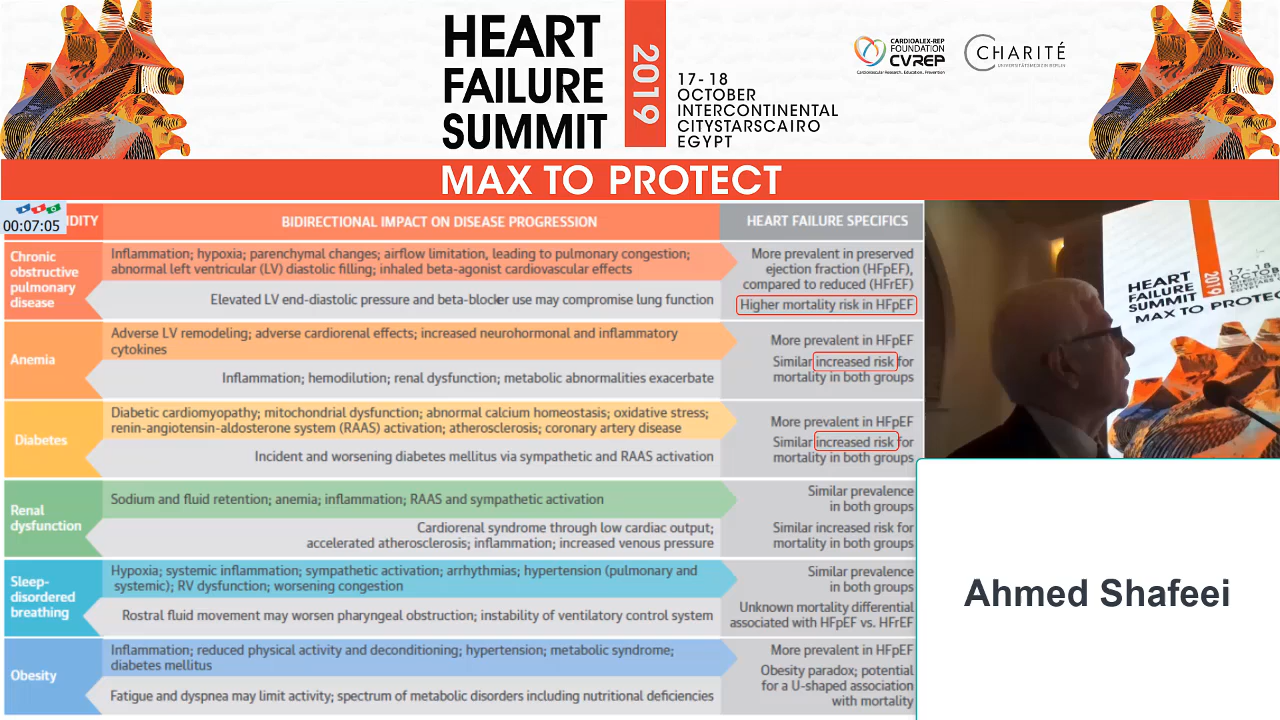 HEART
FAILURE
SUMMIT
2019
17-18
OCTOBER
INTERCONTINENTAL
CITYSTARSCAIRO
EGYPT
CARDIOALEX-REP
FOUNDATION
CVREP
Cardiovascular Research, Education, Prevention
CHARITÉ
UNIVERSITÄTSMEDIZIN BERLIN
MAX TO PROTECT
00:07:05
IDITY
BIDIRECTIONAL IMPACT ON DISEASE PROGRESSION
HEART FAILURE SPECIFICS
Chronic
obstructive
pulmonary
disease
Inflammation; hypoxia; parenchymal changes; airflow limitation, leading to pulmonary congestion;
abnormal left ventricular (LV) diastolic filling; inhaled beta-agonist cardiovascular effects
Elevated LV end-diastolic pressure and beta-blocker use may compromise lung function
More prevalent in preserved
ejection fraction (HFpEF),
compared to reduced (HFrEF)
Higher mortality risk in HFpEF
Anemia
Adverse LV remodeling; adverse cardiorenal effects; increased neurohormonal and inflammatory
cytokines
Inflammation; hemodilution; renal dysfunction; metabolic abnormalities exacerbate
More prevalent in HFpEF
Similar increased risk for
mortality in both groups
Diabetes
Diabetic cardiomyopathy; mitochondrial dysfunction; abnormal calcium homeostasis; oxidative stress;
renin-angiotensin-aldosterone system (RAAS) activation; atherosclerosis; coronary artery disease
Incident and worsening diabetes mellitus via sympathetic and RAAS activation
More prevalent in HFpEF
Similar increased risk for
mortality in both groups
Renal
dysfunction
Sodium and fluid retention; anemia; inflammation; RAAS and sympathetic activation
Cardiorenal syndrome through low cardiac output;
accelerated atherosclerosis; inflammation; increased venous pressure
Similar prevalence
in both groups
Similar increased risk for
mortality in both groups
Sleep-
disordered
breathing
Hypoxia; systemic inflammation; sympathetic activation; arrhythmias; hypertension (pulmonary and
systemic); RV dysfunction; worsening congestion
Rostral fluid movement may worsen pharyngeal obstruction; instability of ventilatory control system
Similar prevalence
in both groups
Unknown mortality differential
associated with HFpEF vs. HFrEF
Obesity
Inflammation; reduced physical activity and deconditioning; hypertension; metabolic syndrome;
diabetes mellitus
Fatigue and dyspnea may limit activity; spectrum of metabolic disorders including nutritional deficiencies
More prevalent in HFpEF
Obesity paradox; potential
for a U-shaped association
with mortality
HEART
FAILURE
SUMMIT
2019
17-18
MAX TO PROTEC
Ahmed Shafeei